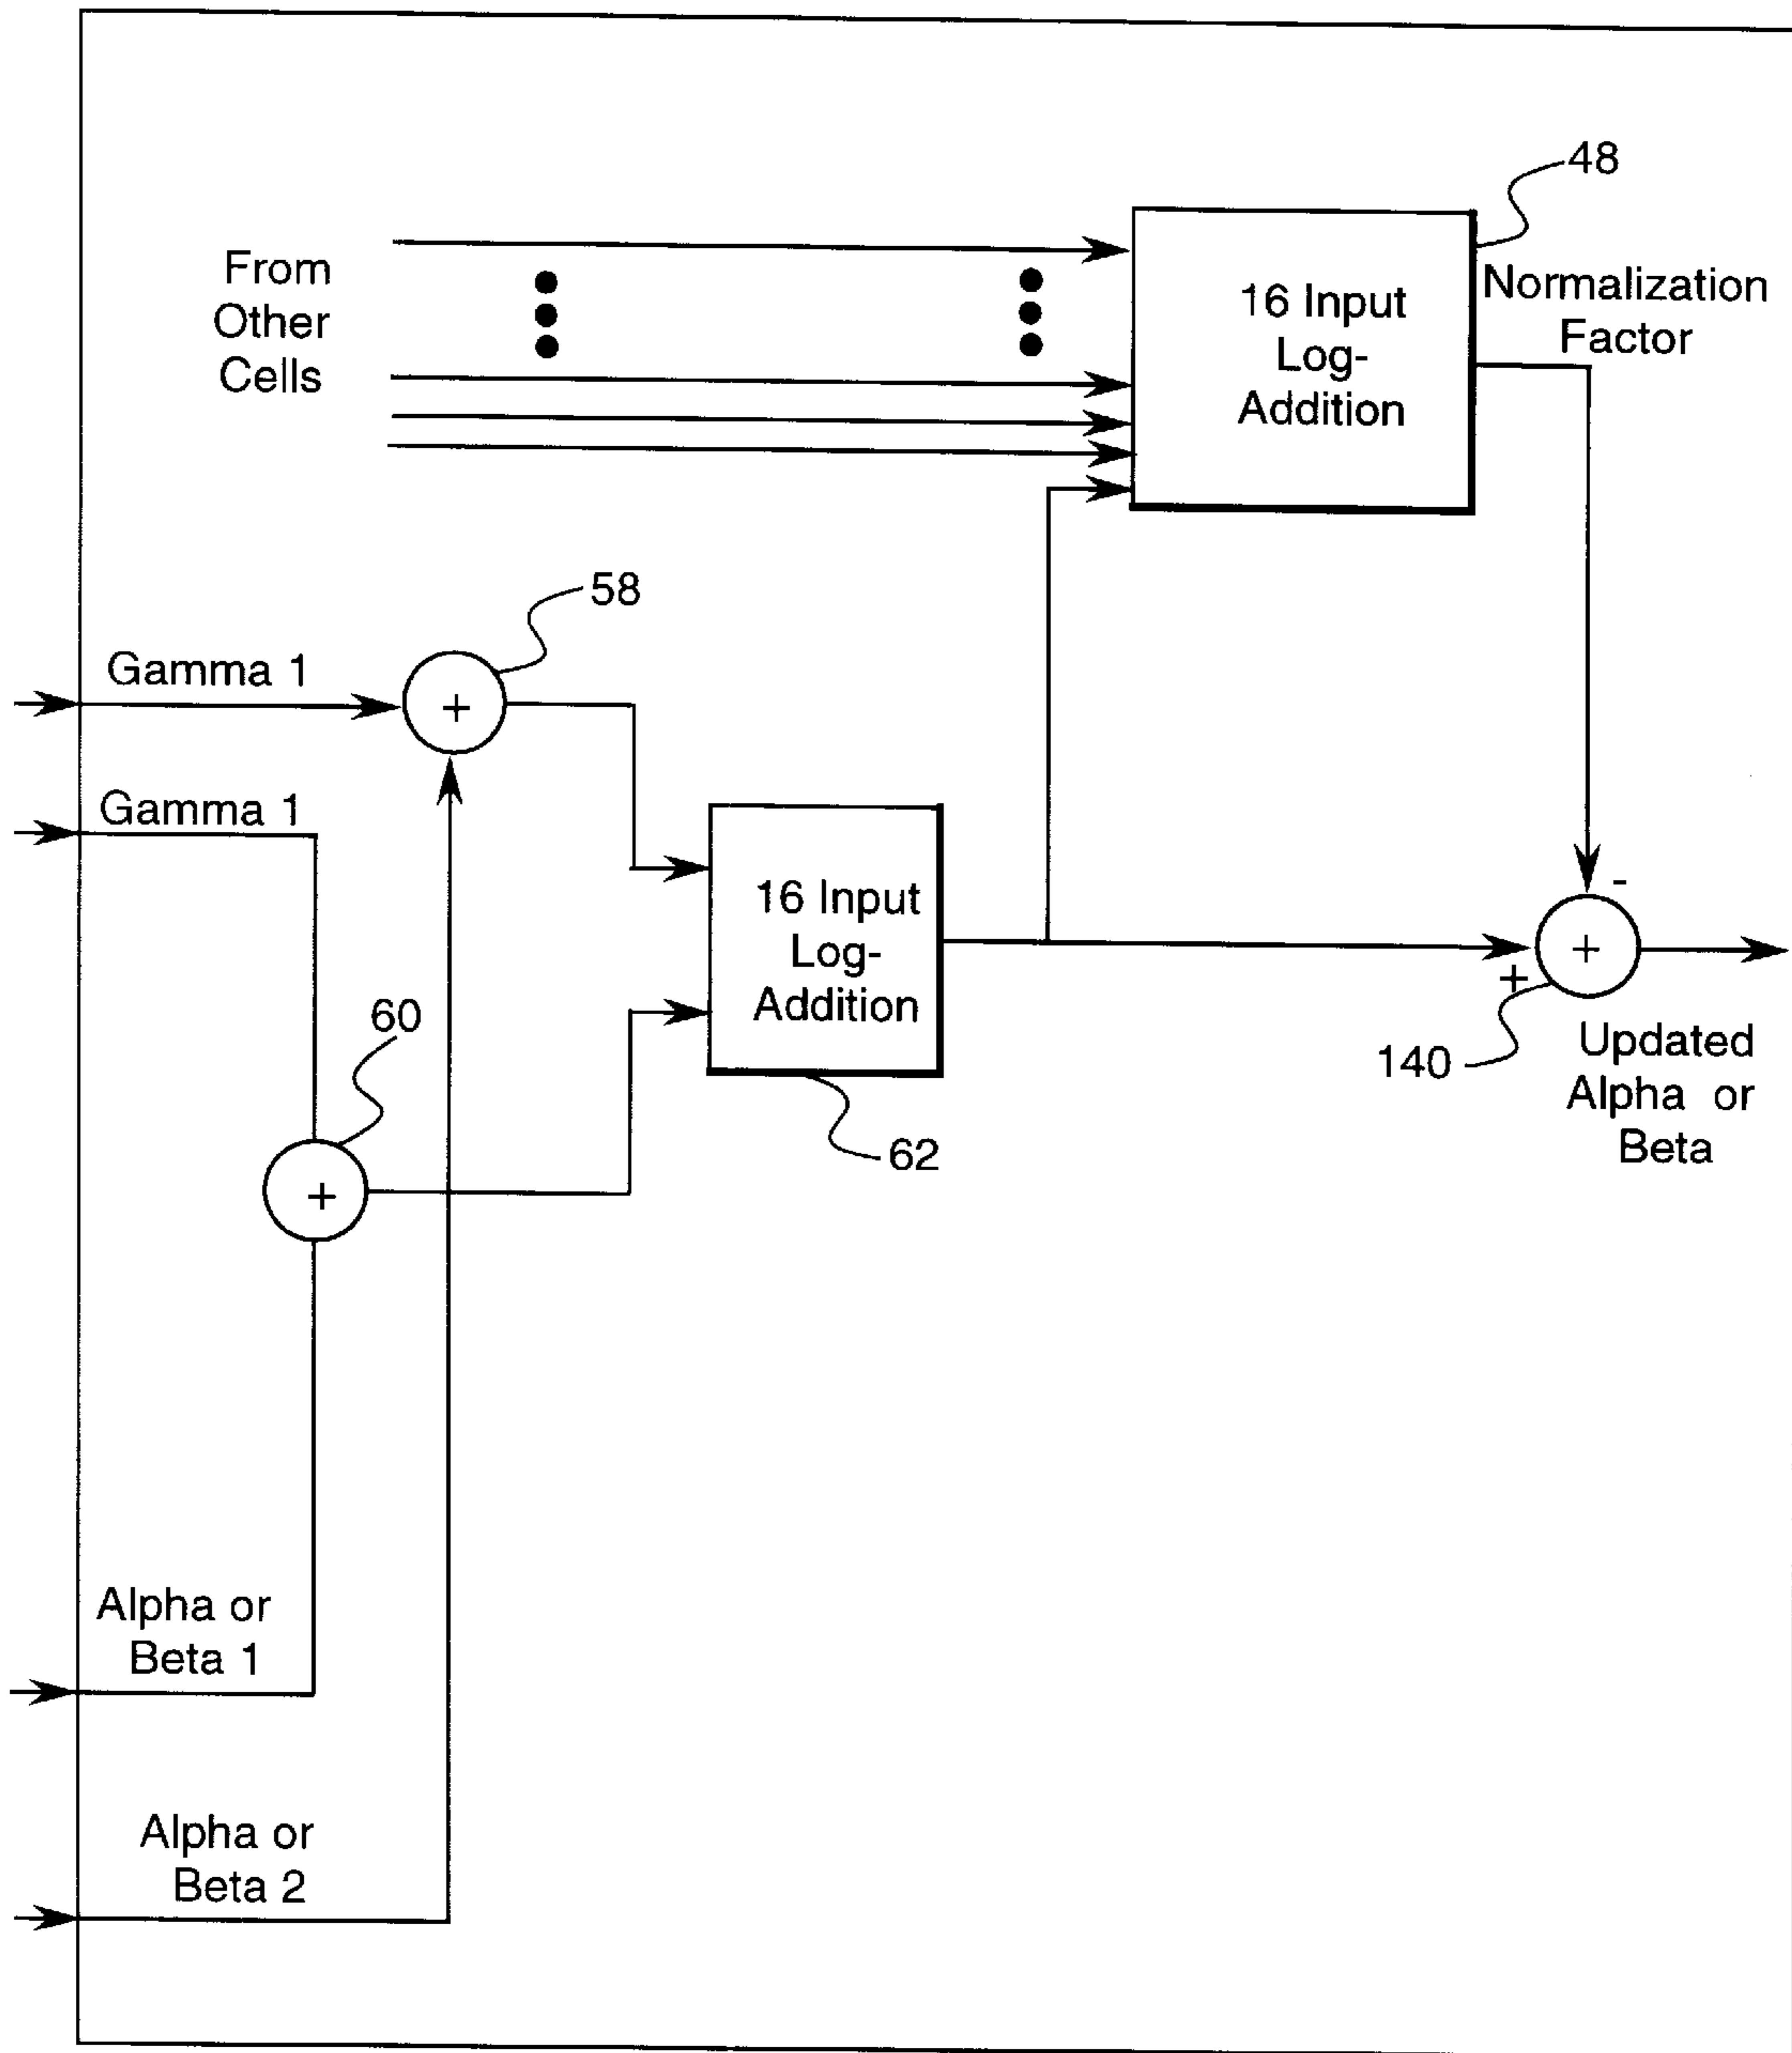 48
From
Other
Cells
16 Input
Log-
Addition
Normalization
Factor
58
Gamma 1
+
Gamma 1
16 Input
Log-
Addition
-
+
+
60
+
62
140
Updated
Alpha or
Beta
Alpha or
Beta 1
Alpha or
Beta 2